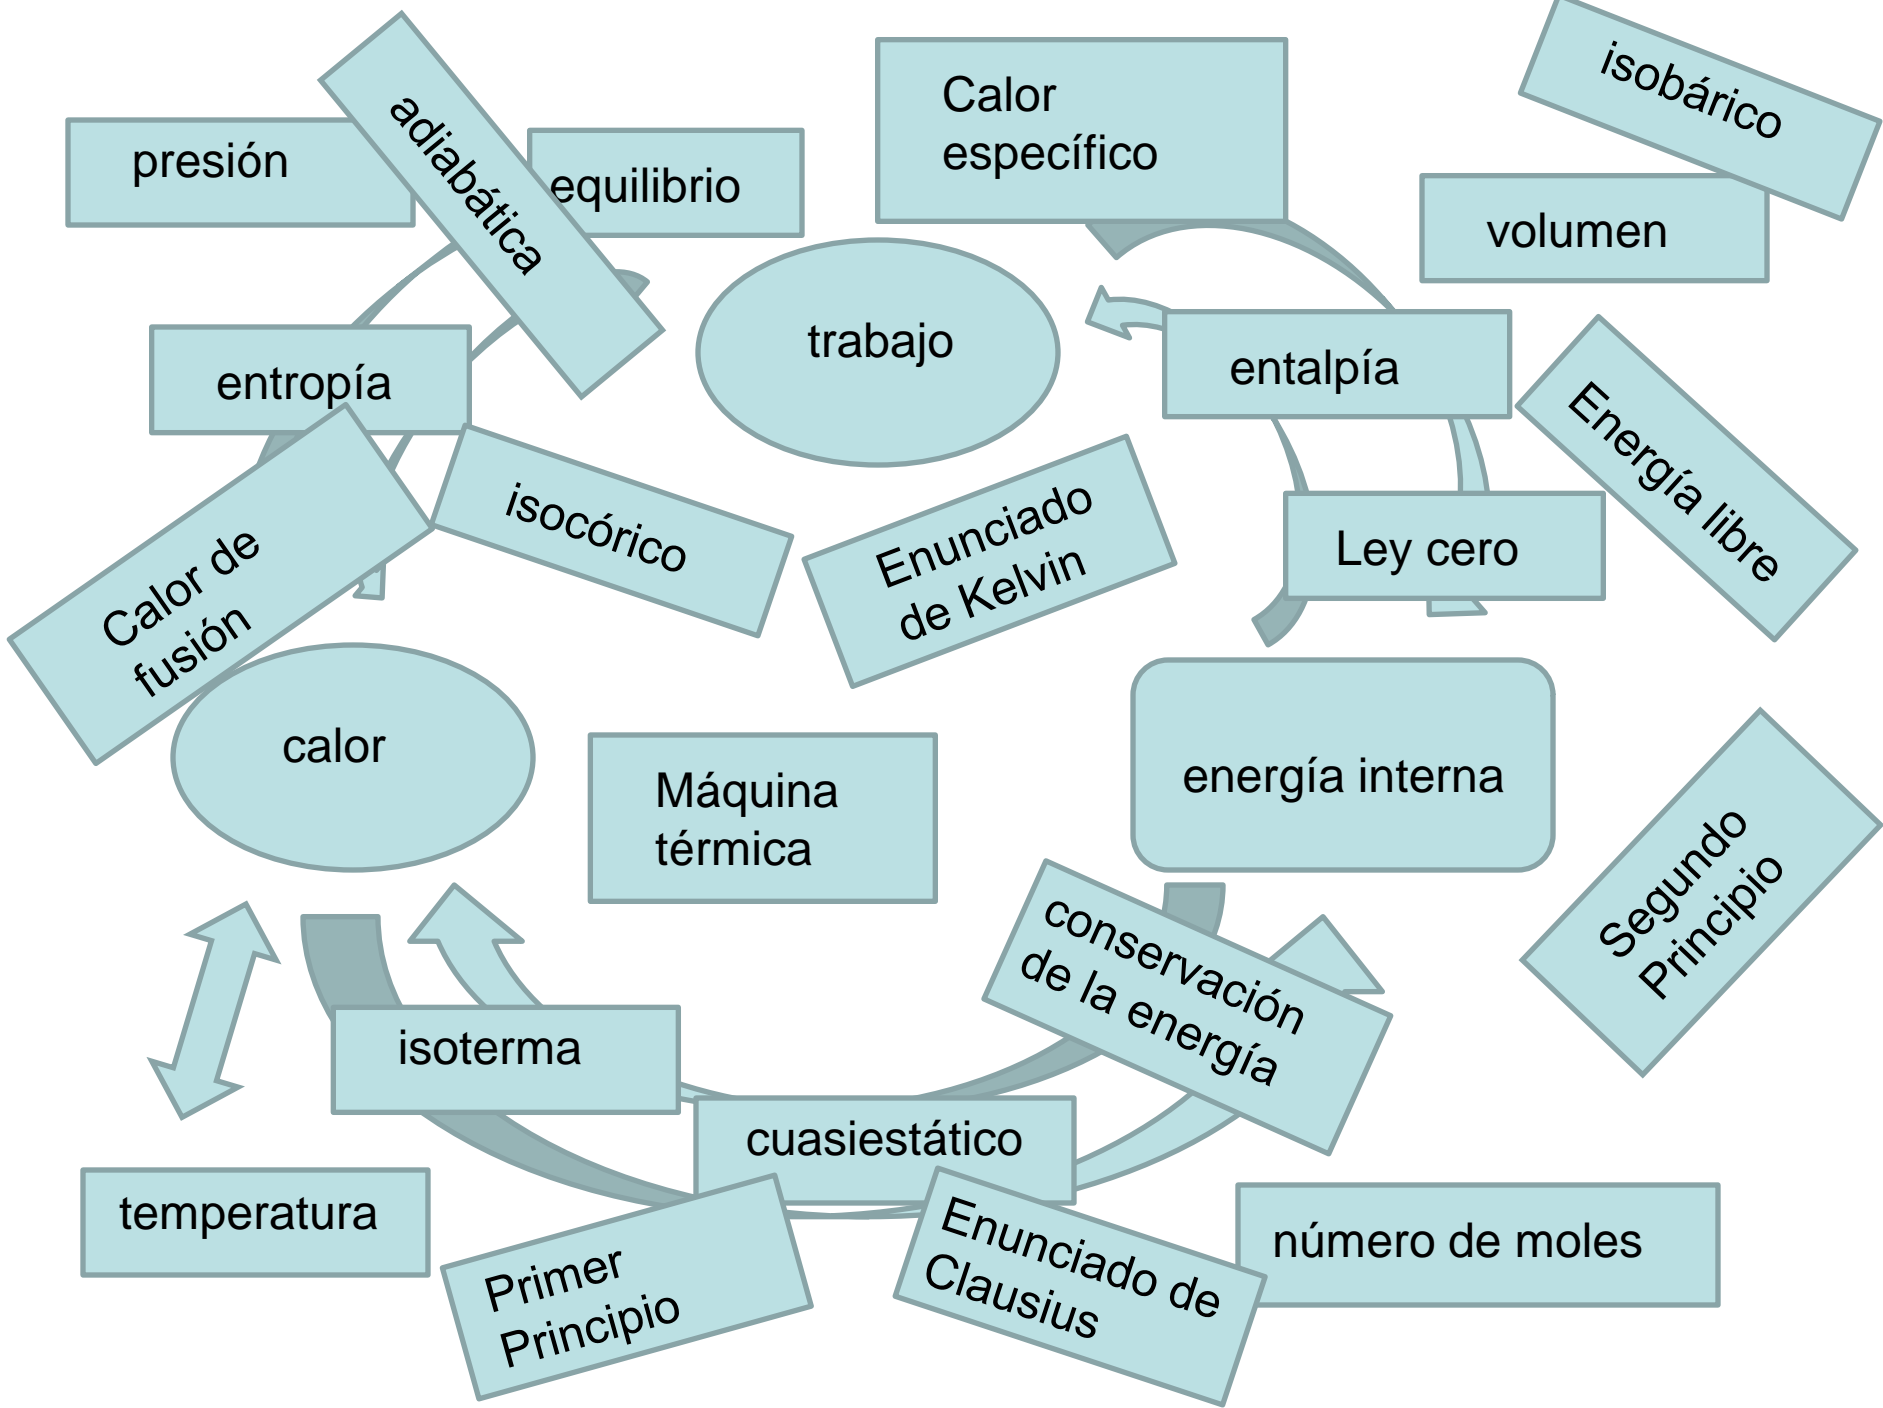 isobárico
Calor
específico
adiabática
presión
equilibrio
volumen
trabajo
entalpía
entropía
Energía libre
isocórico
Enunciado
de Kelvin
Ley cero
Calor de
fusión
calor
Máquina
térmica
energía interna
Segundo
Principio
conservación
de la energía
isoterma
cuasiestático
temperatura
Primer
Principio
Enunciado de
Clausius
número de moles